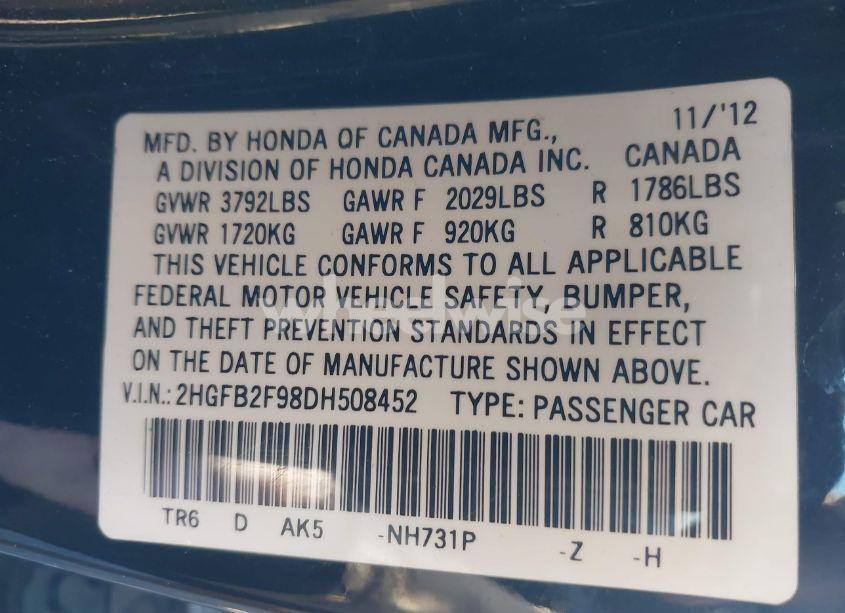 11/'12
MFD. BY HONDA OF CANADA MFG.,
A DIVISION OF HONDA CANADA INC. CANADA
GVWR 3792LBS GAWR F 2029LBS R 1786LBS
GVWR 1720KG GAWR F 920KG R 810KG
THIS VEHICLE CONFORMS TO ALL APPLICABLE
FEDERAL MOTOR VEHICLE SAFETY, BUMPER,
AND THEFT PREVENTION STANDARDS IN EFFECT
ON THE DATE OF MANUFACTURE SHOWN ABOVE.
V.I.N.: 2HGFB2F98DH508452 TYPE: PASSENGER CAR
TR6 D AK5 -NH731P -Z -H
wheelwise